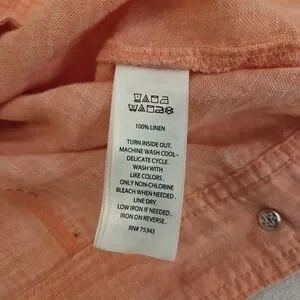 100% LINEN
TURN INSIDE OUT.
MACHINE WASH COOL-
DELICATE CYCLE.
WASH WITH
LIKE COLORS.
ONLY NON-CHLORINE
BLEACH WHEN NEEDED.
LINE DRY.
LOW IRON IF NEEDED.
IRON ON REVERSE.
RN# 75343